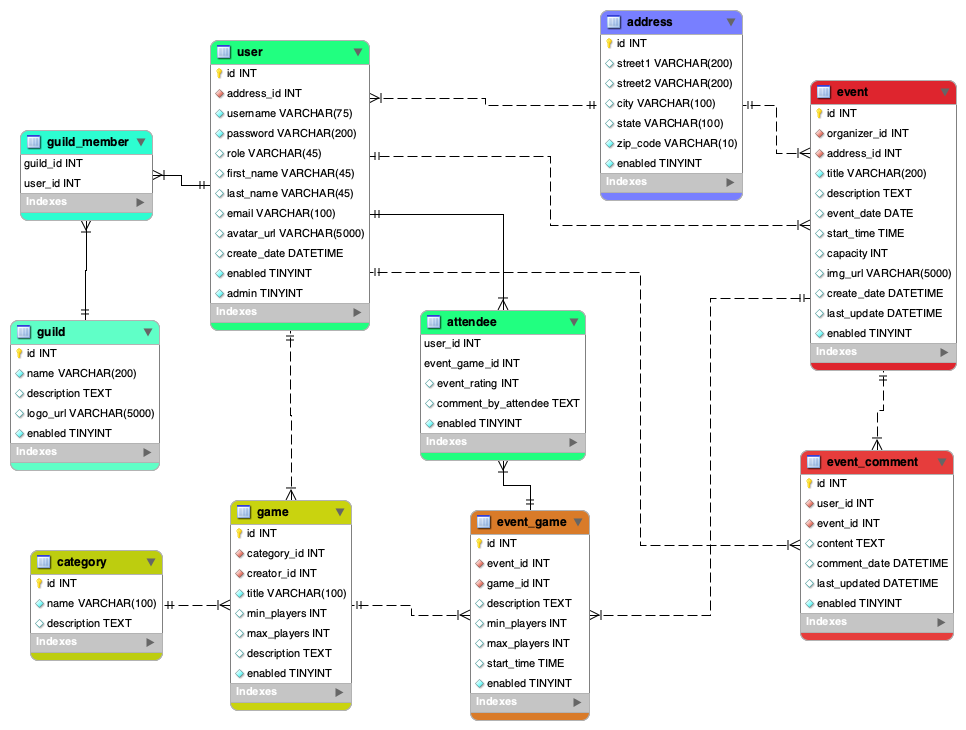 address
id INT
street1 VARCHAR(200)
street2 VARCHAR(200)
city VARCHAR(100)
state VARCHAR(100)
zip_code VARCHAR(10)
enabled TINYINT
Indexes
user
id INT
address_id INT
username VARCHAR(75)
password VARCHAR(200)
role VARCHAR(45)
first_name VARCHAR(45)
last_name VARCHAR(45)
email VARCHAR(100)
avatar_url VARCHAR(5000)
create_date DATETIME
enabled TINYINT
admin TINYINT
Indexes
event
id INT
organizer_id INT
address_id INT
title VARCHAR(200)
description TEXT
event_date DATE
start_time TIME
capacity INT
img_url VARCHAR(5000)
create_date DATETIME
last_update DATETIME
enabled TINYINT
Indexes
guild_member
guild_id INT
user_id INT
Indexes
guild
id INT
name VARCHAR(200)
description TEXT
logo_url VARCHAR(5000)
enabled TINYINT
Indexes
attendee
user_id INT
event_game_id INT
event_rating INT
comment_by_attendee TEXT
enabled TINYINT
Indexes
event_comment
id INT
user_id INT
event_id INT
content TEXT
comment_date DATETIME
last_updated DATETIME
enabled TINYINT
Indexes
game
id INT
category_id INT
creator_id INT
title VARCHAR(100)
min_players INT
max_players INT
description TEXT
enabled TINYINT
Indexes
event_game
id INT
event_id INT
game_id INT
description TEXT
min_players INT
max_players INT
start_time TIME
enabled TINYINT
Indexes
category
id INT
name VARCHAR(100)
description TEXT
Indexes